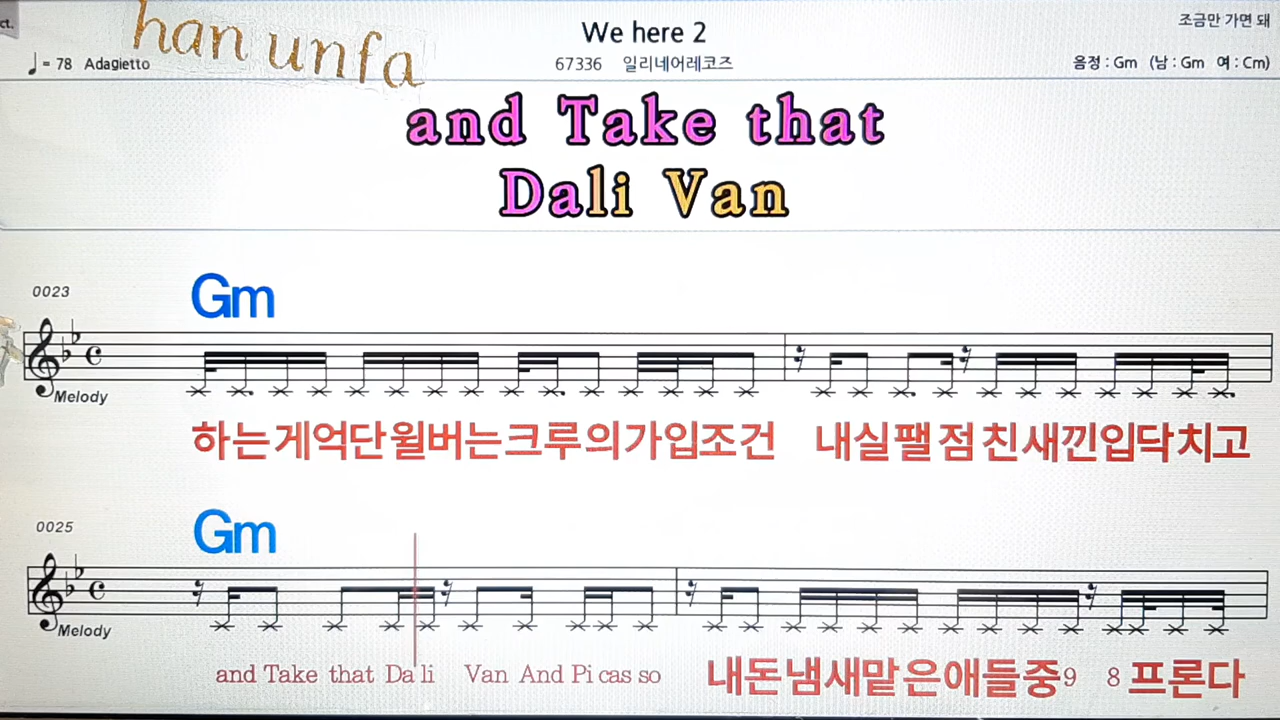 ct.
han unfa
We here 2
조금만 가면 돼
♩ = 78 Adagietto
67336 일리네어레코즈
음정 : Gm (남 : Gm 여 : Cm)
and Take that
Dali Van
0023
Gm
Melody
하는게억단윌버는크루의가입조건 내실팰점친새낀입닥치고
0025
Gm
Melody
and Take that Da li Van And Pi cas so 내돈냄새맡은애들중9 8프론다